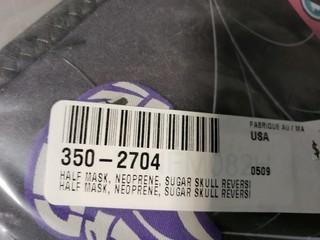 FABRIQUE AU / MA
USA
350-2704
0509
HALF MASK, NEOPRENE, SUGAR SKULL REVERSI
HALF MASK, NEOPRENE, SUGAR SKULL REVERSI